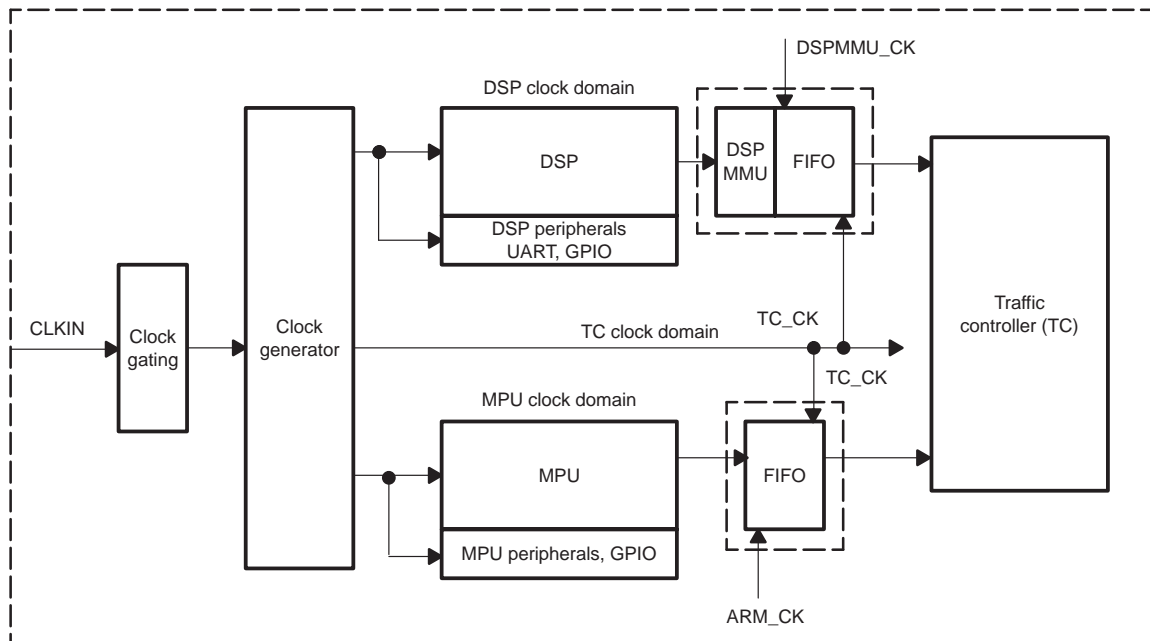 DSPMMU_CK
DSP clock domain
DSP
DSP
MMU
FIFO
DSP peripherals
UART, GPIO
CLKIN
Clock
gating
Clock
generator
TC clock domain
TC_CK
TC_CK
Traffic
controller (TC)
MPU clock domain
MPU
FIFO
MPU peripherals, GPIO
ARM_CK